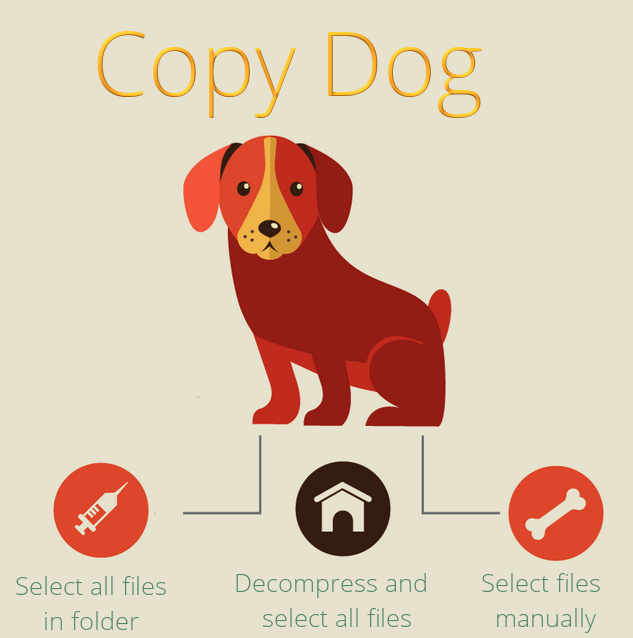 Copy Dog
Select all files
in folder
Decompress and
select all files
Select files
manually